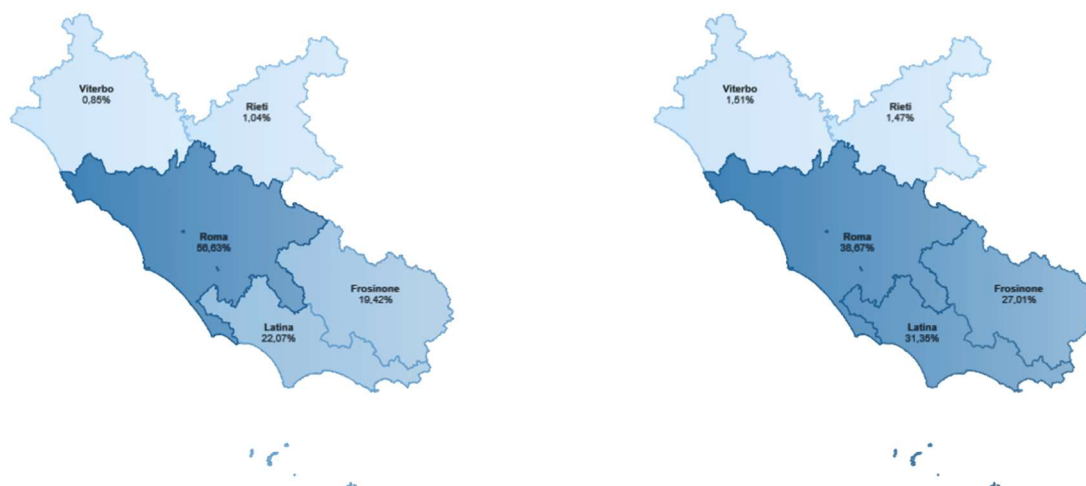 Viterbo
0,85%
Rieti
1,04%
Roma
56,63%
Frosinone
19,42%
Latina
22,07%
Viterbo
1,51%
Rieti
1,47%
Roma
38,67%
Frosinone
27,01%
Latina
31,35%